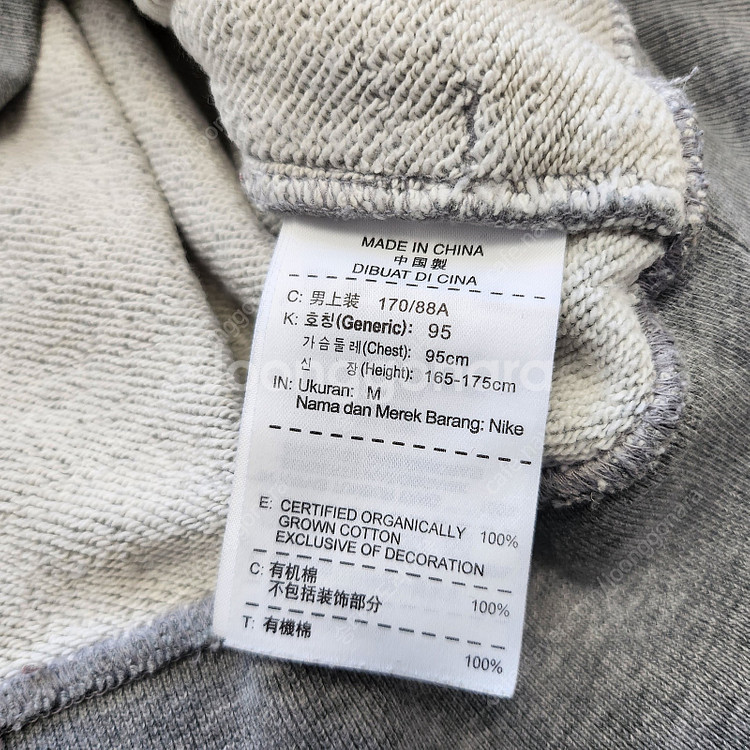 MADE IN CHINA
中国製
DIBUAT DI CINA
C: 男上装 170/88A
K: 호칭(Generic): 95
가슴둘레(Chest): 95cm
신 장(Height): 165-175cm
IN: Ukuran: M
Nama dan Merek Barang: Nike
E: CERTIFIED ORGANICALLY
GROWN COTTON 100%
EXCLUSIVE OF DECORATION
C: 有机棉
不包括装饰部分 100%
T: 有機棉
100%